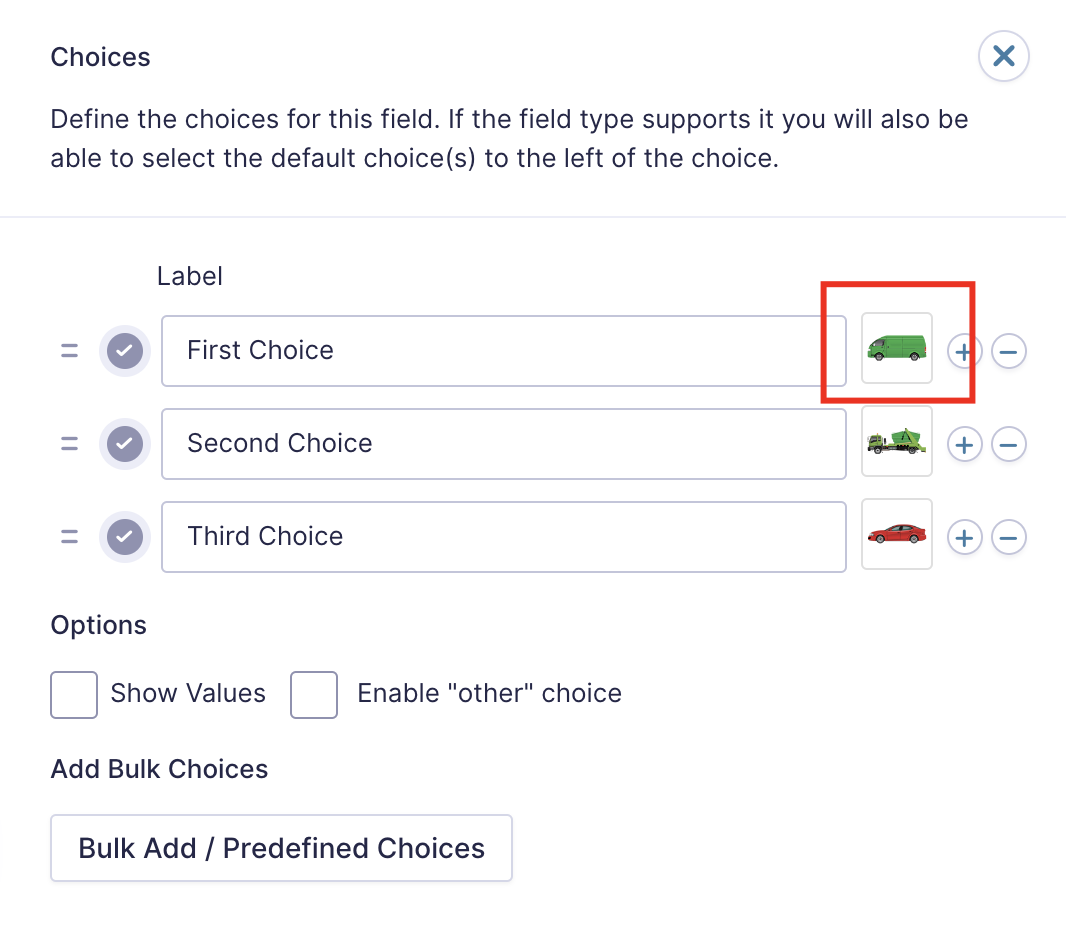 Choices
Define the choices for this field. If the field type supports it you will also be
able to select the default choice(s) to the left of the choice.
Label
First Choice
Second Choice
Third Choice
Options
Show Values
Enable "other" choice
Add Bulk Choices
Bulk Add / Predefined Choices